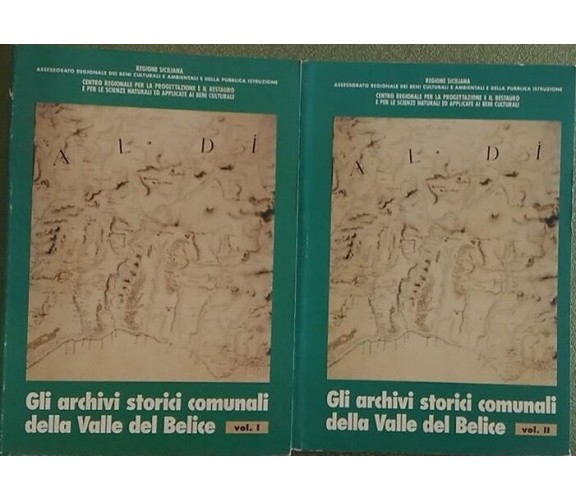 REGIONE SICILIANA
ASSESSORATO REGIONALE DEI BENI CULTURALI E AMBIENTALI E DELLA PUBBLICA ISTRUZIONE
CENTRO REGIONALE PER LA PROGETTAZIONE E IL RESTAURO
E PER LE SCIENZE NATURALI ED APPLICATE AI BENI CULTURALI
A L · D Í
Gli archivi storici comunali
della Valle del Belice vol. I
REGIONE SICILIANA
ASSESSORATO REGIONALE DEI BENI CULTURALI E AMBIENTALI E DELLA PUBBLICA ISTRUZIONE
CENTRO REGIONALE PER LA PROGETTAZIONE E IL RESTAURO
E PER LE SCIENZE NATURALI ED APPLICATE AI BENI CULTURALI
A L · D Í
Gli archivi storici comunali
della Valle del Belice vol. II